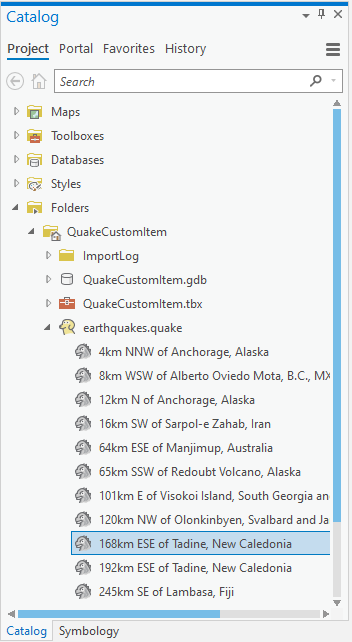 Catalog
Project Portal Favorites History
Search
Maps
Toolboxes
Databases
Styles
Folders
QuakeCustomItem
ImportLog
QuakeCustomItem.gdb
QuakeCustomItem.tbx
earthquakes.quake
4km NNW of Anchorage, Alaska
8km WSW of Alberto Oviedo Mota, B.C., MX
12km N of Anchorage, Alaska
16km SW of Sarpol-e Zahab, Iran
64km ESE of Manjimup, Australia
65km SSW of Redoubt Volcano, Alaska
101km E of Visokoi Island, South Georgia an
120km NW of Olonkinbyen, Svalbard and Ja
168km ESE of Tadine, New Caledonia
192km ESE of Tadine, New Caledonia
245km SE of Lambasa, Fiji
Catalog Symbology